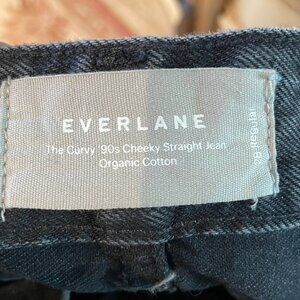 EVERLANE
The Curvy '90s Cheeky Straight Jean
Organic Cotton